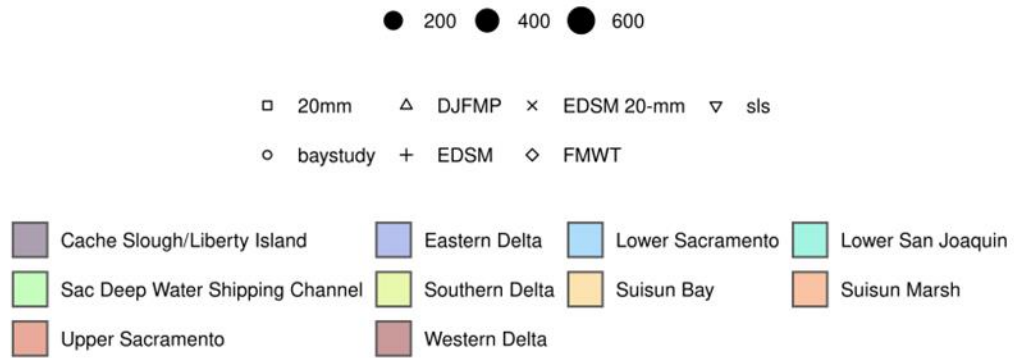 200 400 600
20mm DJFMP EDSM 20-mm sls
baystudy EDSM FMWT
Cache Slough/Liberty Island Eastern Delta Lower Sacramento Lower San Joaquin
Sac Deep Water Shipping Channel Southern Delta Suisun Bay Suisun Marsh
Upper Sacramento Western Delta